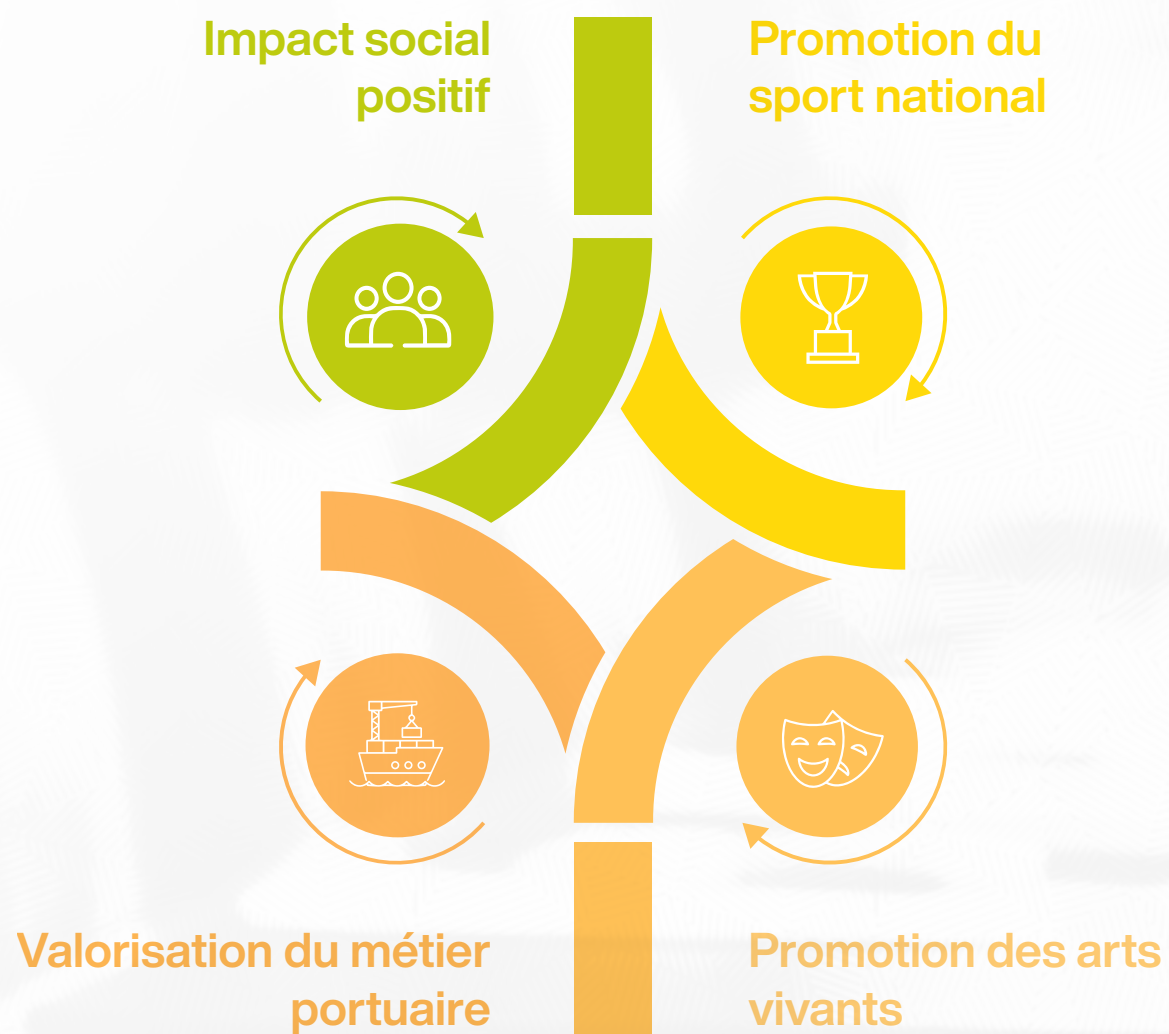 Impact social
positif
Promotion du
sport national
Valorisation du métier
portuaire
Promotion des arts
vivants